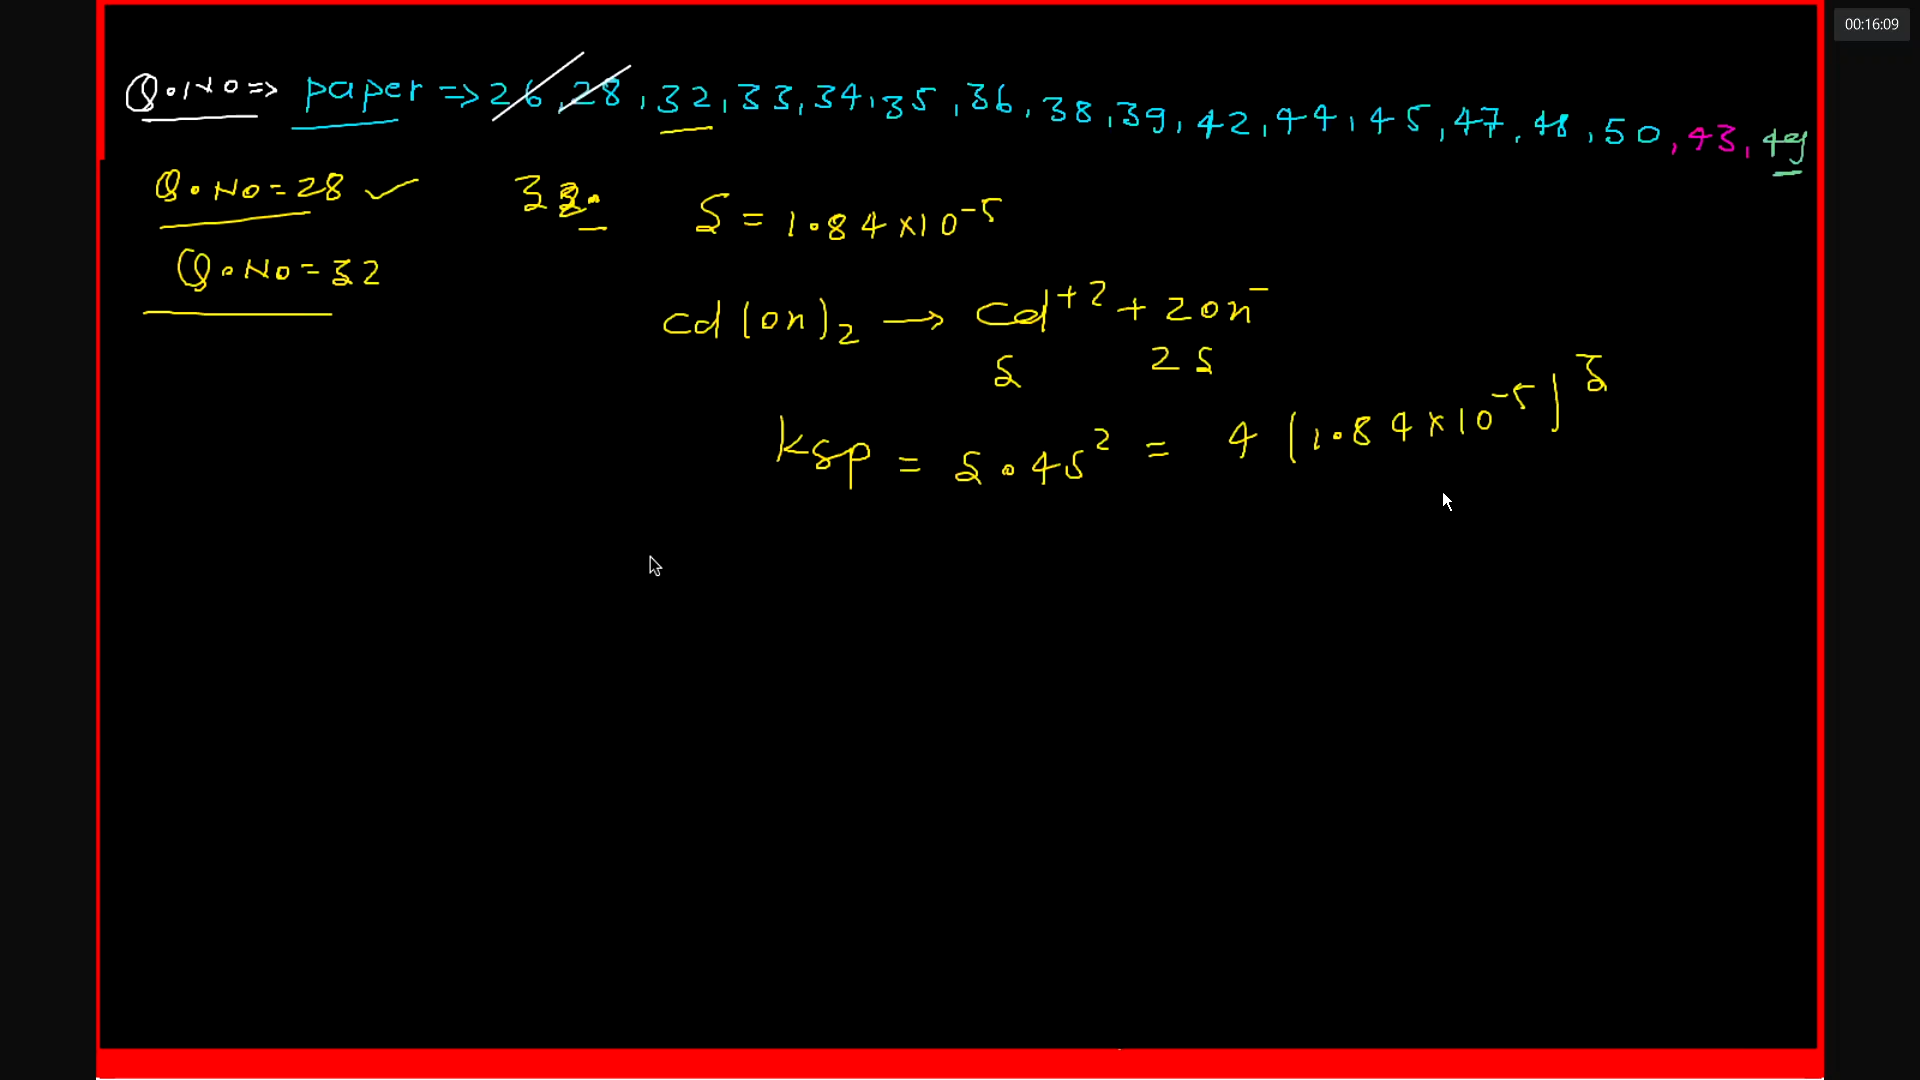 00:16:09
Q.No => paper => 26, 28, 32, 33, 34, 35, 36, 38, 39, 42, 44, 45, 47, 48, 50, 43, 49
Q.No = 28 ✓
Q.No = 32
32. S = 1.84 × 10⁻⁵
Cd(OH)₂ → Cd⁺² + 2OH⁻
S 2S
Ksp = S.4S² = 4 (1.84 × 10⁻⁵)³